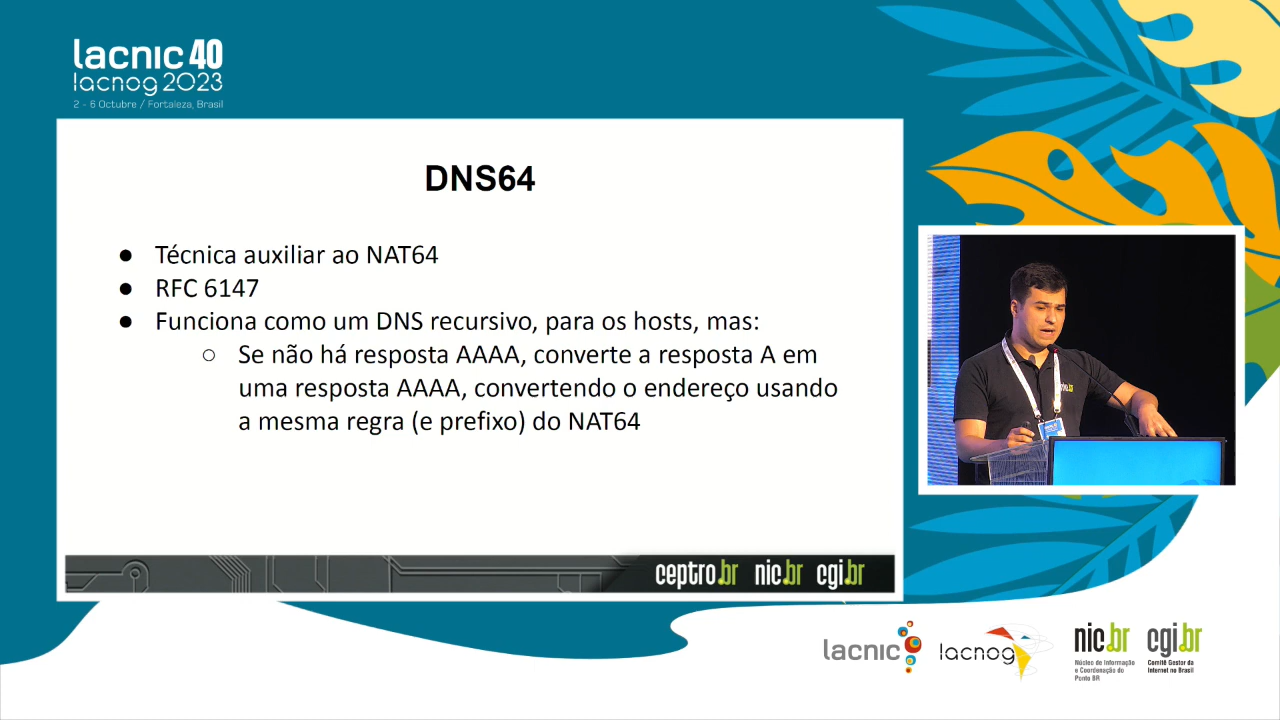 lacnic 40
lacnog 2023
2 - 6 Octubre / Fortaleza, Brasil
DNS64
● Técnica auxiliar ao NAT64
● RFC 6147
● Funciona como um DNS recursivo, para os hosts, mas:
○ Se não há resposta AAAA, converte a resposta A em
uma resposta AAAA, convertendo o endereço usando
a mesma regra (e prefixo) do NAT64
ceptro.br nic.br cgi.br
lacnic
lacnog
nic.br
Núcleo de Informação
e Coordenação do
Ponto BR
cgi.br
Comitê Gestor da
Internet no Brasil